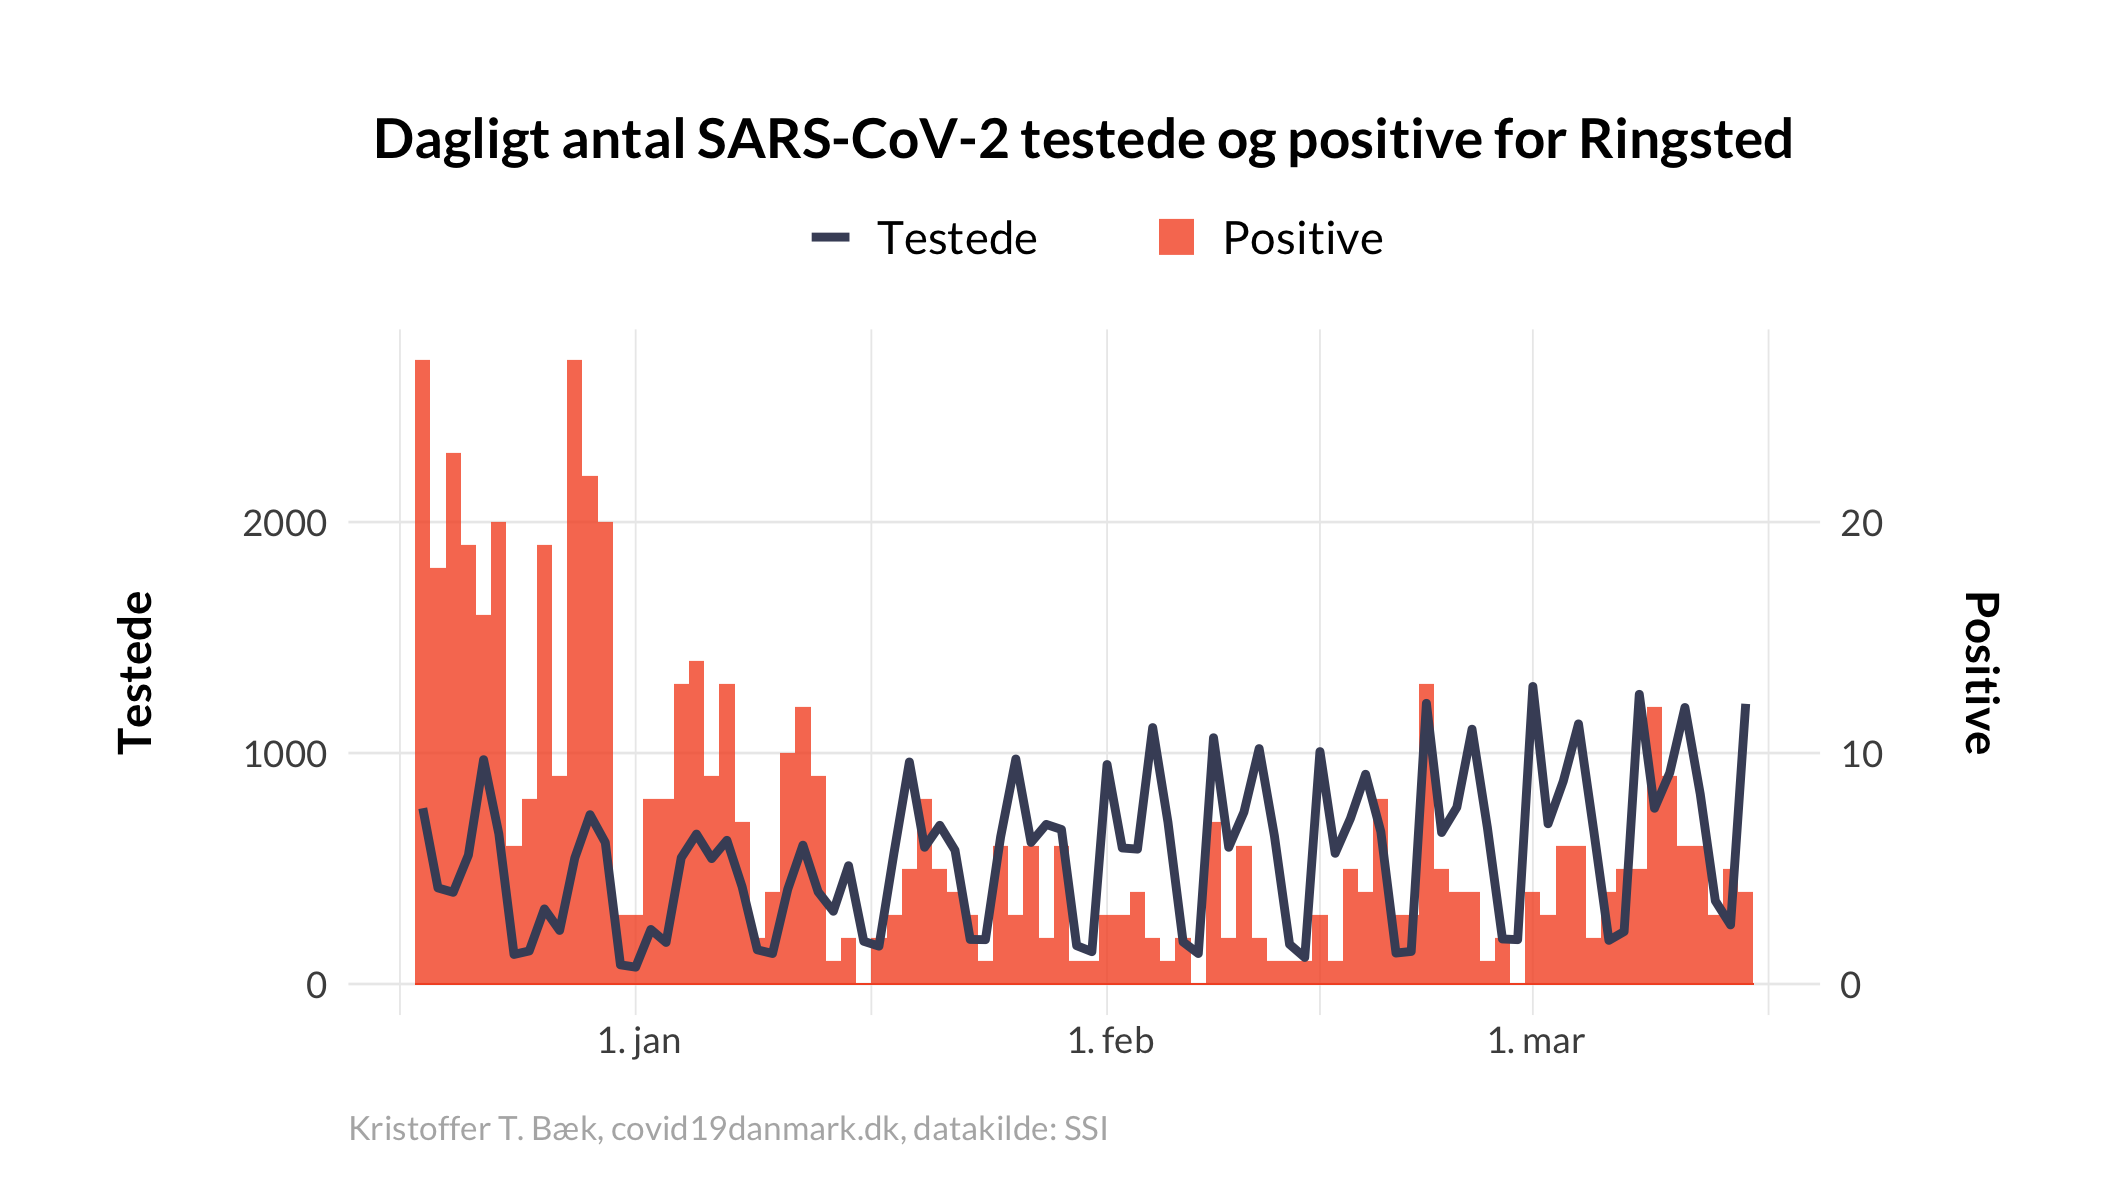 Dagligt antal SARS-CoV-2 testede og positive for Ringsted
Testede
Positive
Testede
2000
1000
0
20
10
0
Positive
1. jan
1. feb
1. mar
Kristoffer T. Bæk, covid19danmark.dk, datakilde: SSI